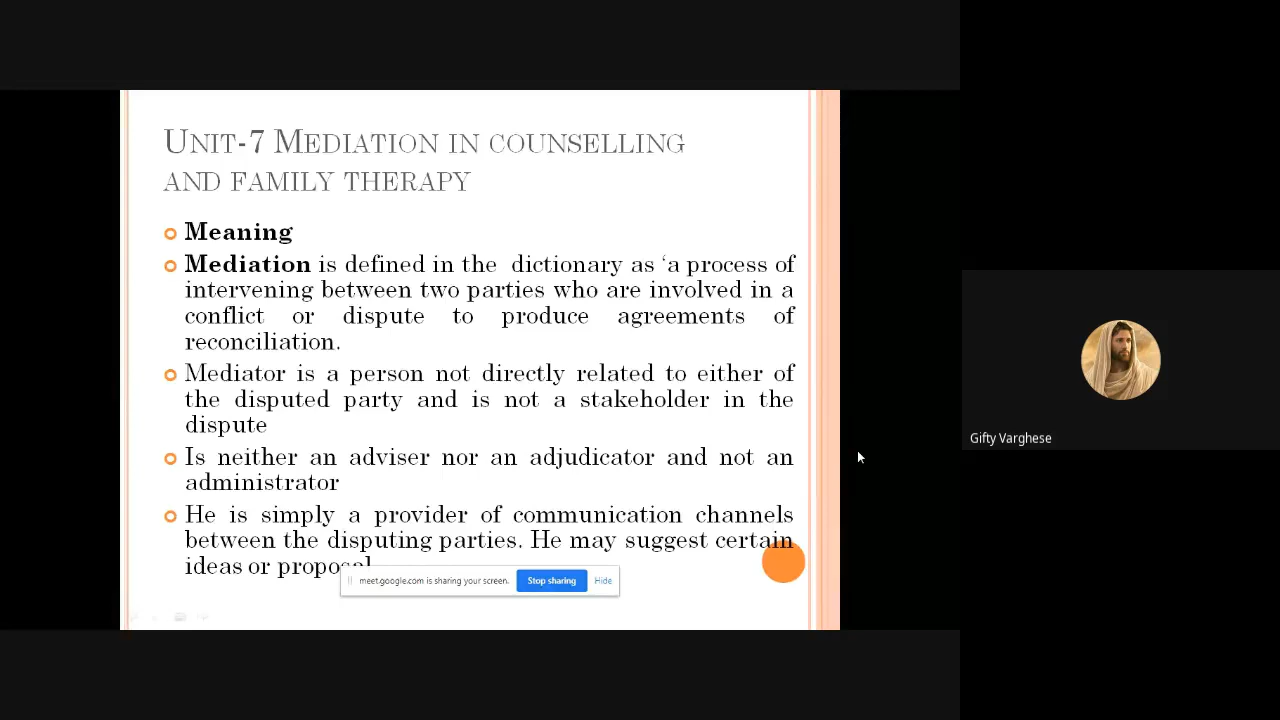 Unit-7 Mediation in counselling
and family therapy
Meaning
Mediation is defined in the dictionary as ‘a process of
intervening between two parties who are involved in a
conflict or dispute to produce agreements of
reconciliation.
Mediator is a person not directly related to either of
the disputed party and is not a stakeholder in the
dispute
Is neither an adviser nor an adjudicator and not an
administrator
He is simply a provider of communication channels
between the disputing parties. He may suggest certain
ideas or proposal
meet.google.com is sharing your screen. Stop sharing Hide
Gifty Varghese